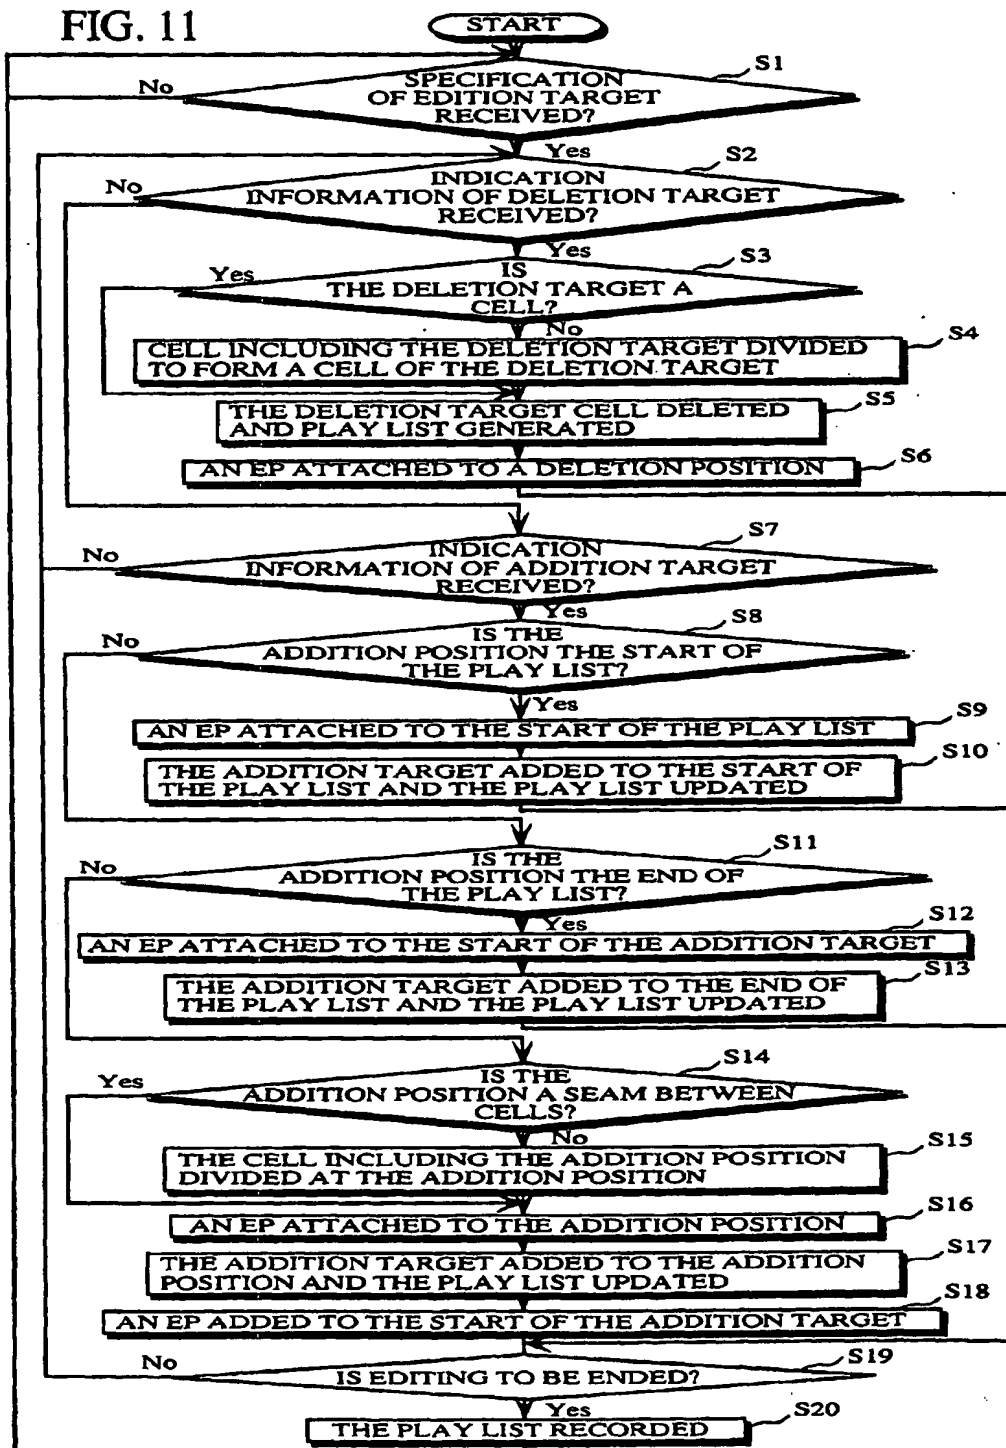 FIG. 11
START
S1
No
SPECIFICATION
OF EDITION TARGET
RECEIVED?
Yes
S2
No
INDICATION
INFORMATION OF DELETION TARGET
RECEIVED?
Yes
S3
Yes
IS
THE DELETION TARGET A
CELL?
No
S4
CELL INCLUDING THE DELETION TARGET DIVIDED
TO FORM A CELL OF THE DELETION TARGET
S5
THE DELETION TARGET CELL DELETED
AND PLAY LIST GENERATED
AN EP ATTACHED TO A DELETION POSITION
S6
S7
No
INDICATION
INFORMATION OF ADDITION TARGET
RECEIVED?
Yes
S8
No
IS THE
ADDITION POSITION THE START OF
THE PLAY LIST?
Yes
S9
AN EP ATTACHED TO THE START OF THE PLAY LIST
S10
THE ADDITION TARGET ADDED TO THE START OF
THE PLAY LIST AND THE PLAY LIST UPDATED
S11
No
IS THE
ADDITION POSITION THE END OF
THE PLAY LIST?
Yes
S12
AN EP ATTACHED TO THE START OF THE ADDITION TARGET
S13
THE ADDITION TARGET ADDED TO THE END OF
THE PLAY LIST AND THE PLAY LIST UPDATED
S14
Yes
IS THE
ADDITION POSITION A SEAM BETWEEN
CELLS?
No
S15
THE CELL INCLUDING THE ADDITION POSITION
DIVIDED AT THE ADDITION POSITION
S16
AN EP ATTACHED TO THE ADDITION POSITION
S17
THE ADDITION TARGET ADDED TO THE ADDITION
POSITION AND THE PLAY LIST UPDATED
S18
AN EP ADDED TO THE START OF THE ADDITION TARGET
S19
No
IS EDITING TO BE ENDED?
Yes
S20
THE PLAY LIST RECORDED